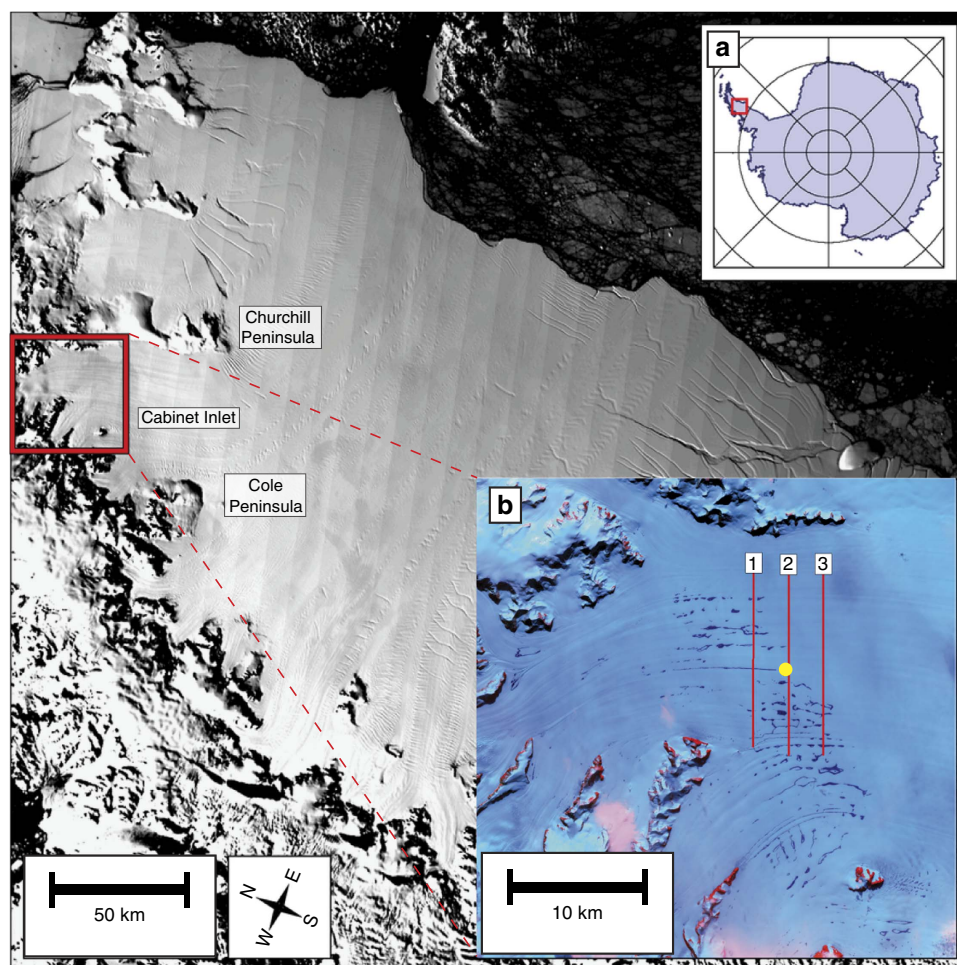 a
Churchill
Peninsula
Cabinet Inlet
Cole
Peninsula
b
1 2 3
50 km
N E
W S
10 km